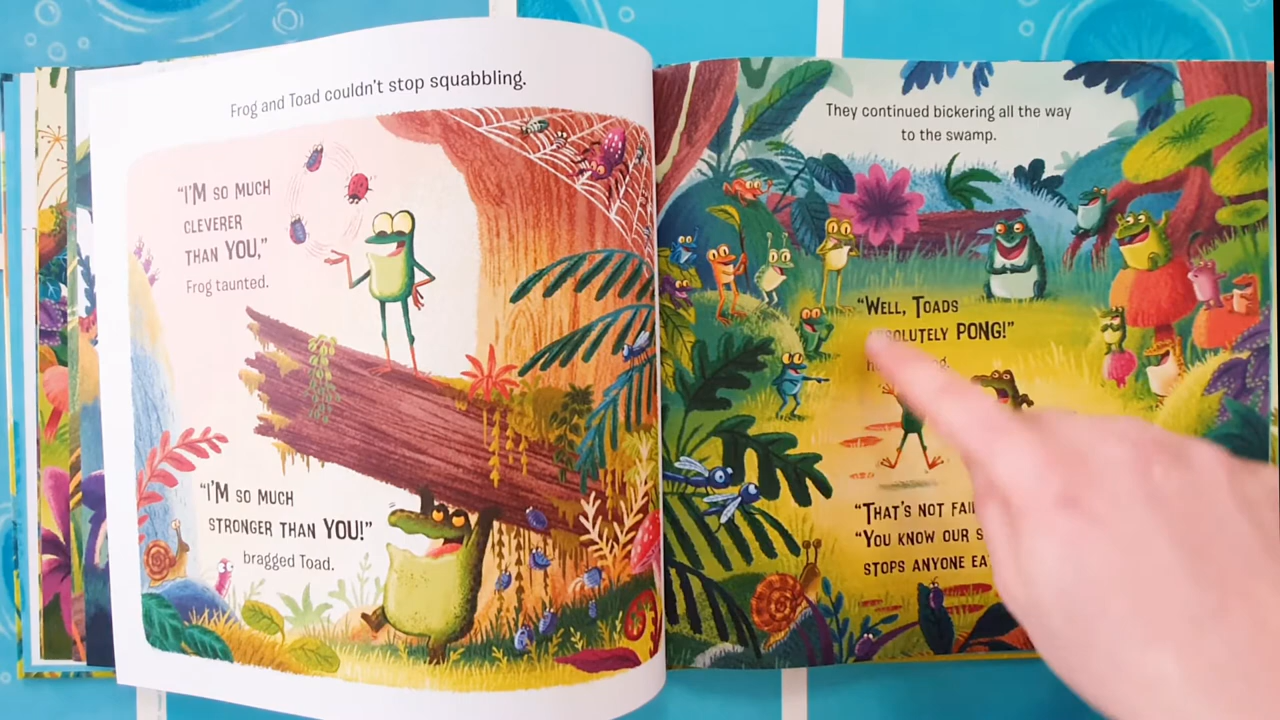 Frog and Toad couldn't stop squabbling.
"I'M SO MUCH
CLEVERER
THAN YOU,"
Frog taunted.
"I'M SO MUCH
STRONGER THAN YOU!"
bragged Toad.
They continued bickering all the way
to the swamp.
"WELL, TOADS
PONG!"
"THAT'S NOT
"YOU KNOW OUR
STOPS ANYONE